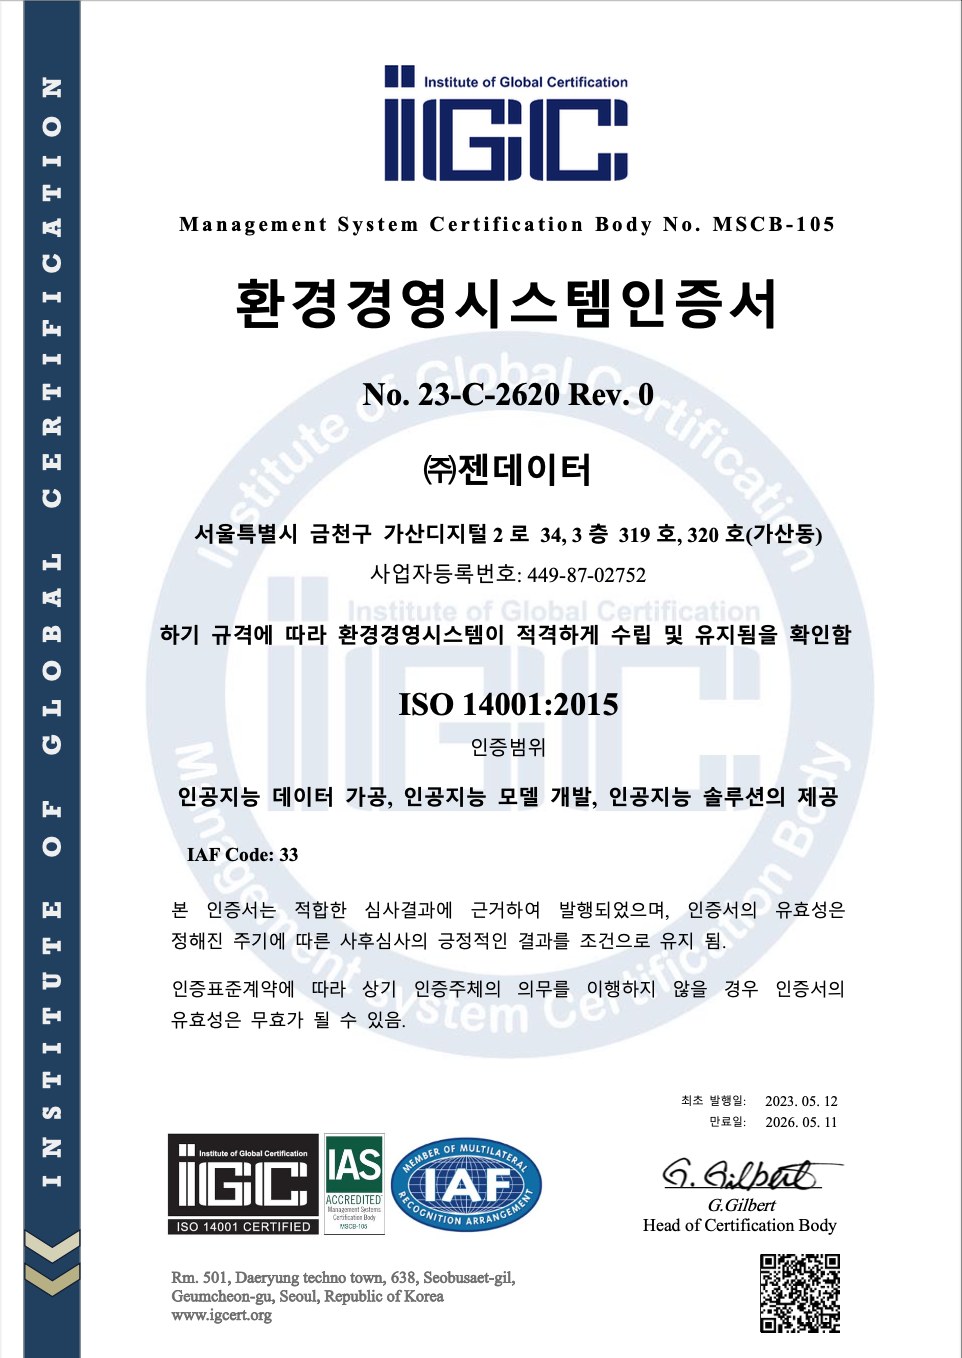 INSTITUTE OF GLOBAL CERTIFICATION
Institute of Global Certification
iGC
Management System Certification Body No. MSCB-105
환경경영시스템인증서
No. 23-C-2620 Rev. 0
㈜젠데이터
서울특별시 금천구 가산디지털 2 로 34, 3 층 319 호, 320 호(가산동)
사업자등록번호: 449-87-02752
하기 규격에 따라 환경경영시스템이 적격하게 수립 및 유지됨을 확인함
ISO 14001:2015
인증범위
인공지능 데이터 가공, 인공지능 모델 개발, 인공지능 솔루션의 제공
IAF Code: 33
본 인증서는 적합한 심사결과에 근거하여 발행되었으며, 인증서의 유효성은
정해진 주기에 따른 사후심사의 긍정적인 결과를 조건으로 유지 됨.
인증표준계약에 따라 상기 인증주체의 의무를 이행하지 않을 경우 인증서의
유효성은 무효가 될 수 있음.
Institute of Global Certification
Management System Certification Body
Institute of Global Certification
iGC
최초 발행일: 2023. 05. 12
만료일: 2026. 05. 11
Institute of Global Certification
iGC
ISO 14001 CERTIFIED
IAS
ACCREDITED
Management Systems
Certification Body
MSCB-105
MEMBER OF MULTILATERAL
IAF
RECOGNITION ARRANGEMENT
G. Gilbert
G.Gilbert
Head of Certification Body
Rm. 501, Daeryung techno town, 638, Seobusaet-gil,
Geumcheon-gu, Seoul, Republic of Korea
www.igcert.org